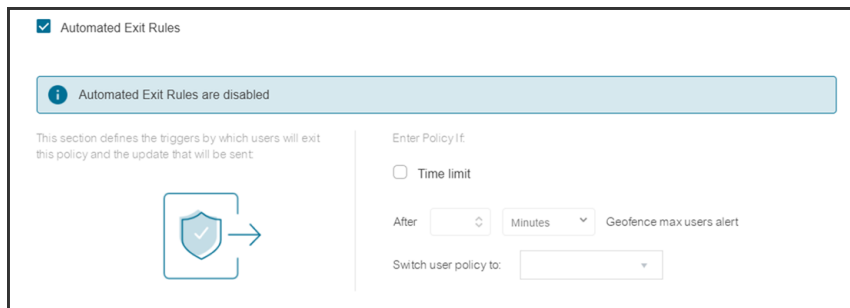 Automated Exit Rules
Automated Exit Rules are disabled
This section defines the triggers by which users will exit
this policy and the update that will be sent:
Enter Policy If:
Time limit
After Minutes Geofence max users alert
Switch user policy to: